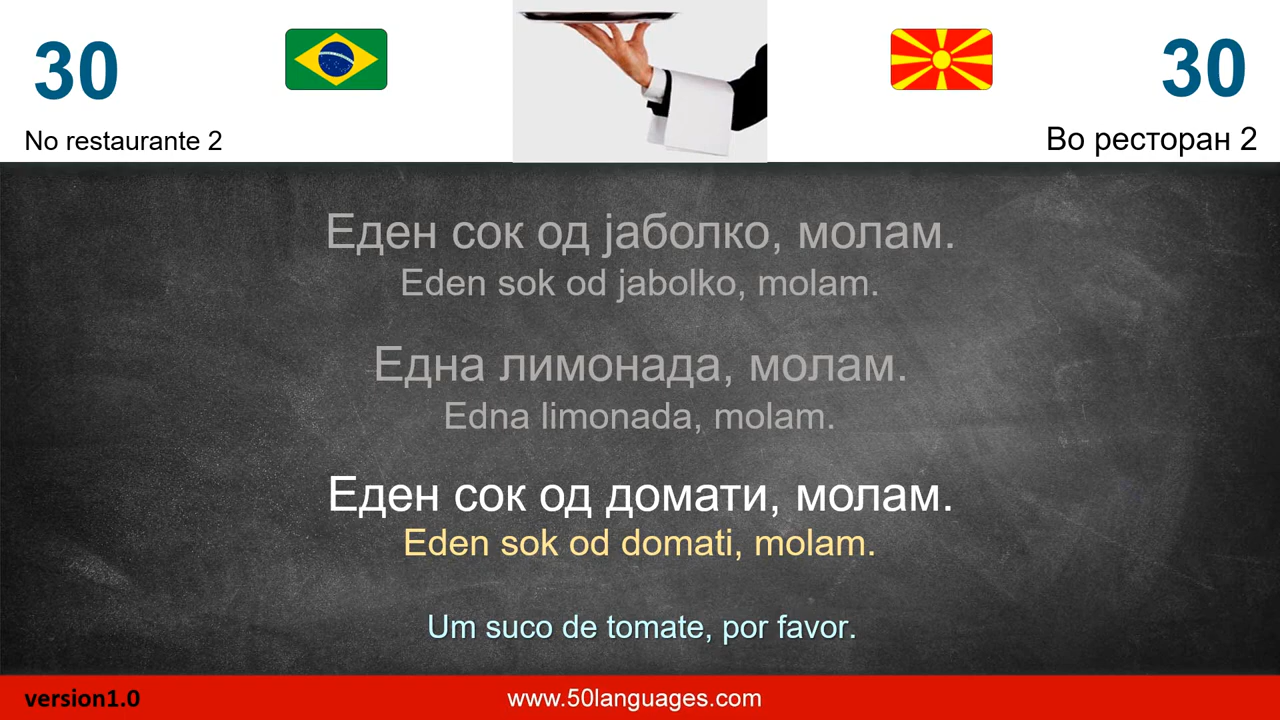 30
30
No restaurante 2
Во ресторан 2
Еден сок од јаболко, молам.
Eden sok od jabolko, molam.
Една лимонада, молам.
Edna limonada, molam.
Еден сок од домати, молам.
Eden sok od domati, molam.
Um suco de tomate, por favor.
version1.0
www.50languages.com